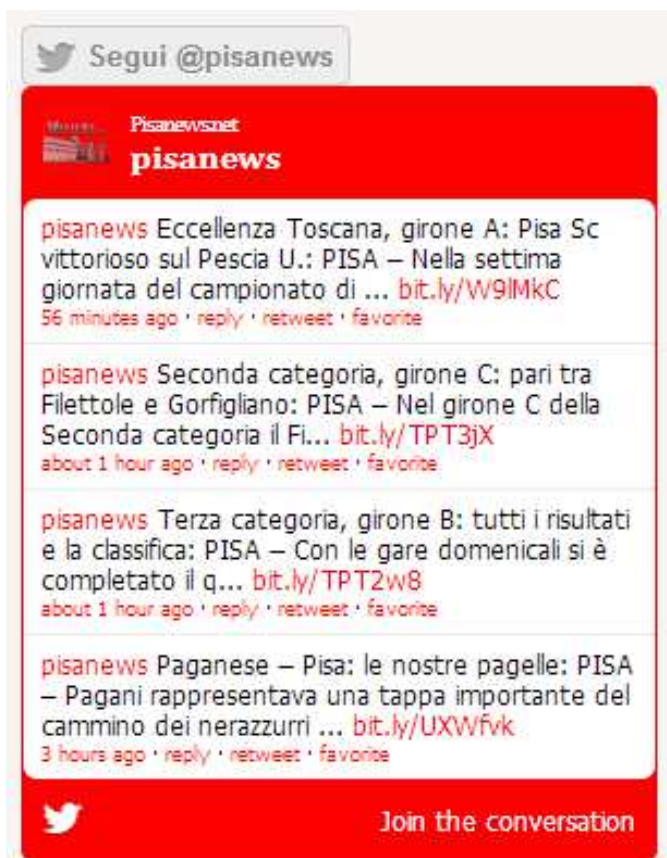 Segui @pisanews
Pisanews.net
pisanews
pisanews Eccellenza Toscana, girone A: Pisa Sc
vittorioso sul Pescia U.: PISA – Nella settima
giornata del campionato di ... bit.ly/W9lMkC
56 minutes ago · reply · retweet · favorite
pisanews Seconda categoria, girone C: pari tra
Filettole e Gorfigliano: PISA – Nel girone C della
Seconda categoria il Fi... bit.ly/TPT3jX
about 1 hour ago · reply · retweet · favorite
pisanews Terza categoria, girone B: tutti i risultati
e la classifica: PISA – Con le gare domenicali si è
completato il q... bit.ly/TPT2w8
about 1 hour ago · reply · retweet · favorite
pisanews Paganese – Pisa: le nostre pagelle: PISA
– Pagani rappresentava una tappa importante del
cammino dei nerazzurri ... bit.ly/UXWfvk
3 hours ago · reply · retweet · favorite
Join the conversation